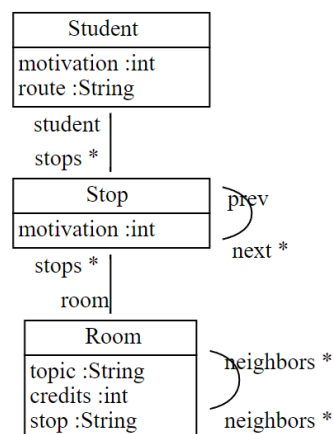 Student
motivation :int
route :String
student
stops *
Stop
motivation :int
prev
next *
stops *
room
Room
topic :String
credits :int
stop :String
neighbors *
neighbors *